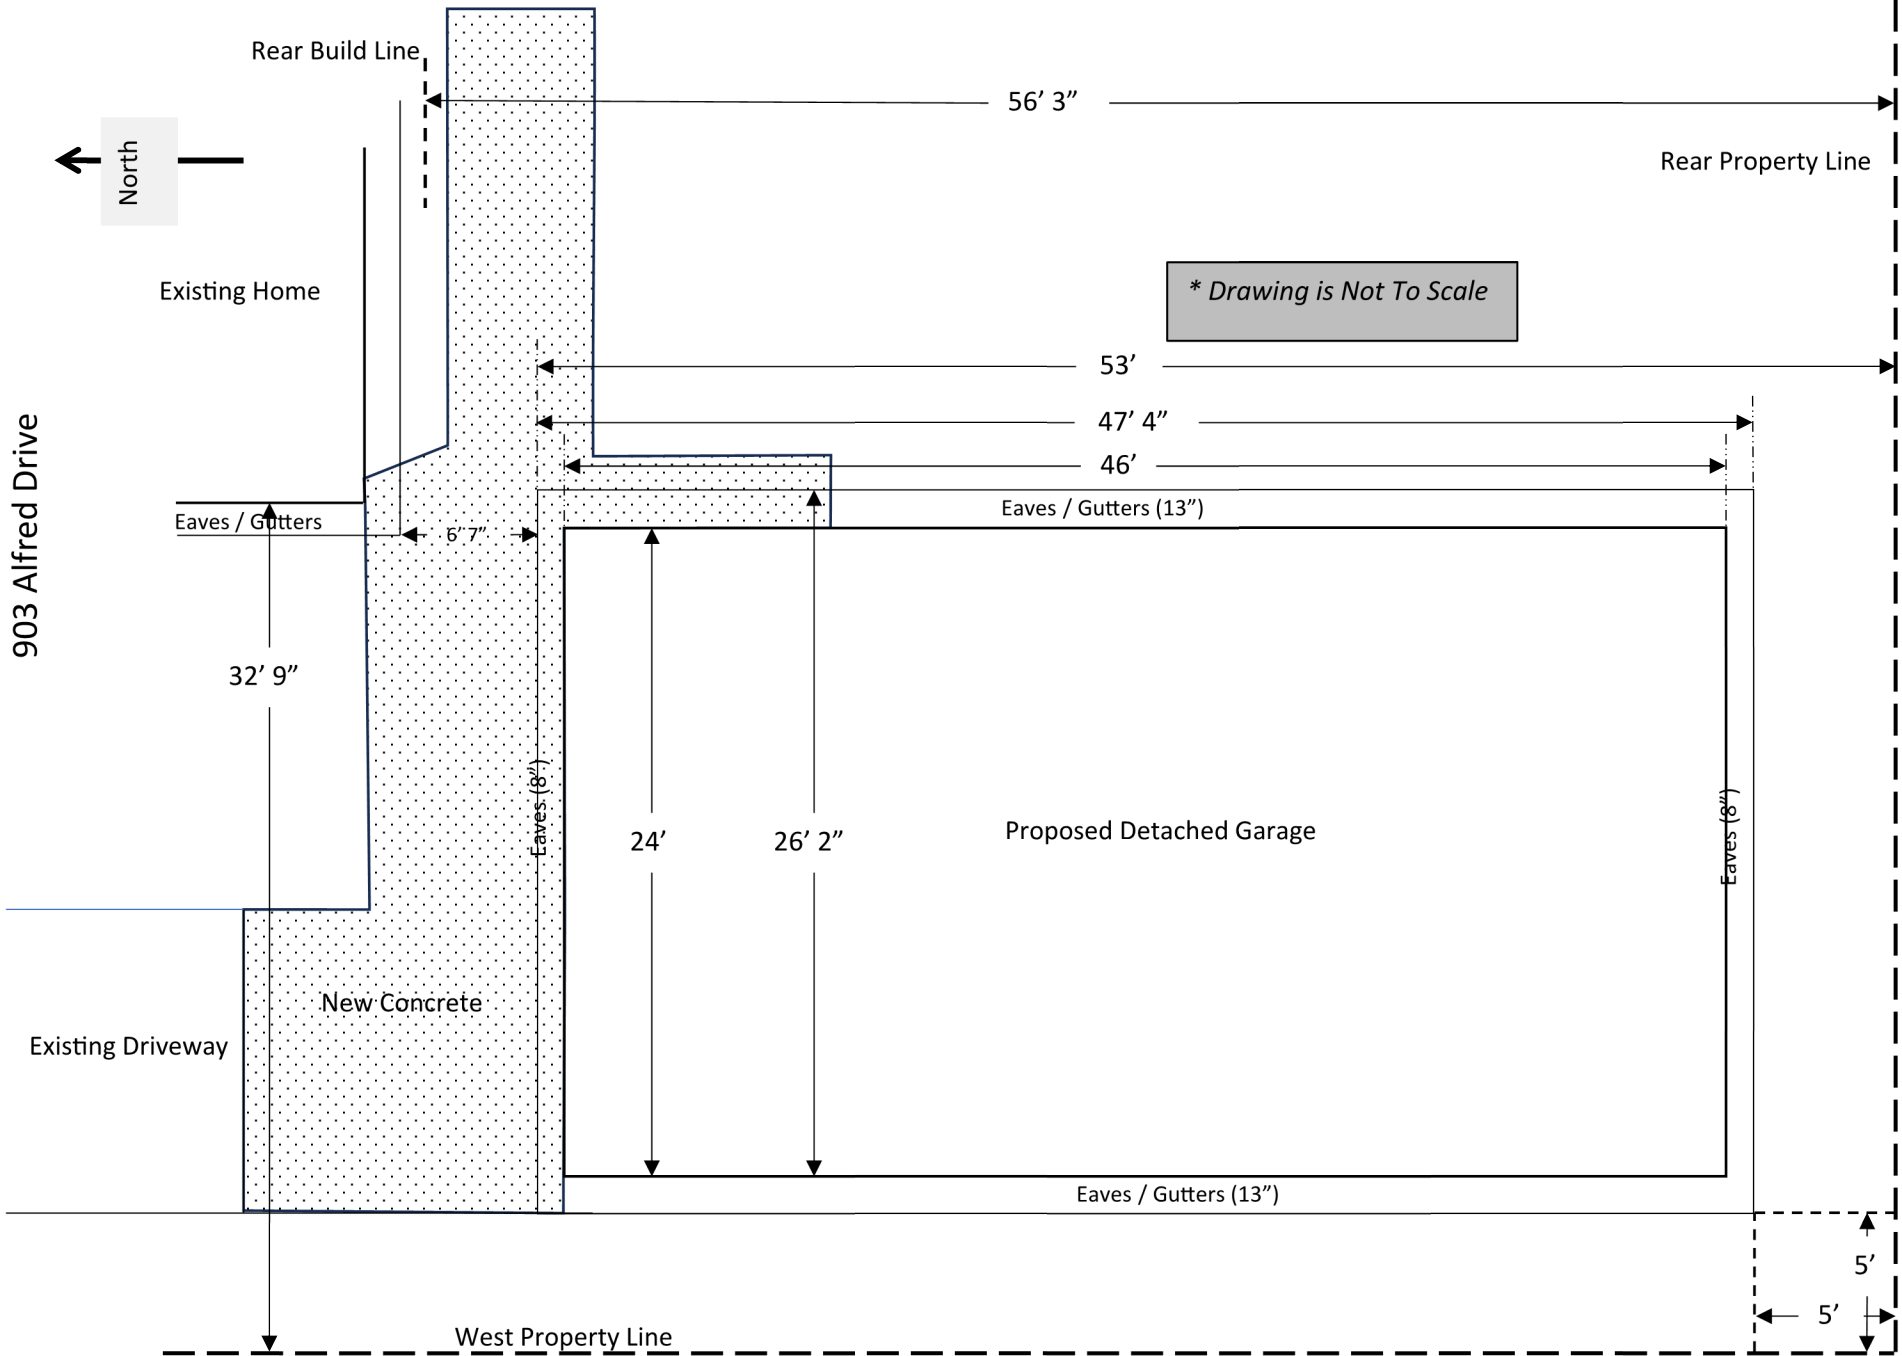 Rear Build Line
56’ 3”
North
Rear Property Line
Existing Home
* Drawing is Not To Scale
53’
47’ 4”
46’
903 Alfred Drive
Eaves / Gutters
Eaves / Gutters (13”)
6’ 7”
32’ 9”
Eaves (8”)
24’
26’ 2”
Proposed Detached Garage
Eaves (8”)
New Concrete
Existing Driveway
Eaves / Gutters (13”)
5’
5’
West Property Line